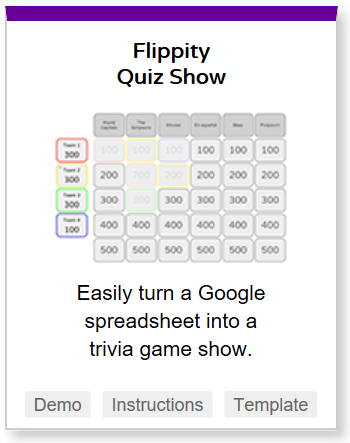 Flippity
Quiz Show
World Capitals The Simpsons Movies En español Bees Potpourri
Team 1 300 100 100 100 100 100 100
Team 2 300 200 200 200 200 200 200
Team 3 300 300 300 300 300 300 300
Team 4 100 400 400 400 400 400 400
500 500 500 500 500 500
Easily turn a Google
spreadsheet into a
trivia game show.
Demo Instructions Template